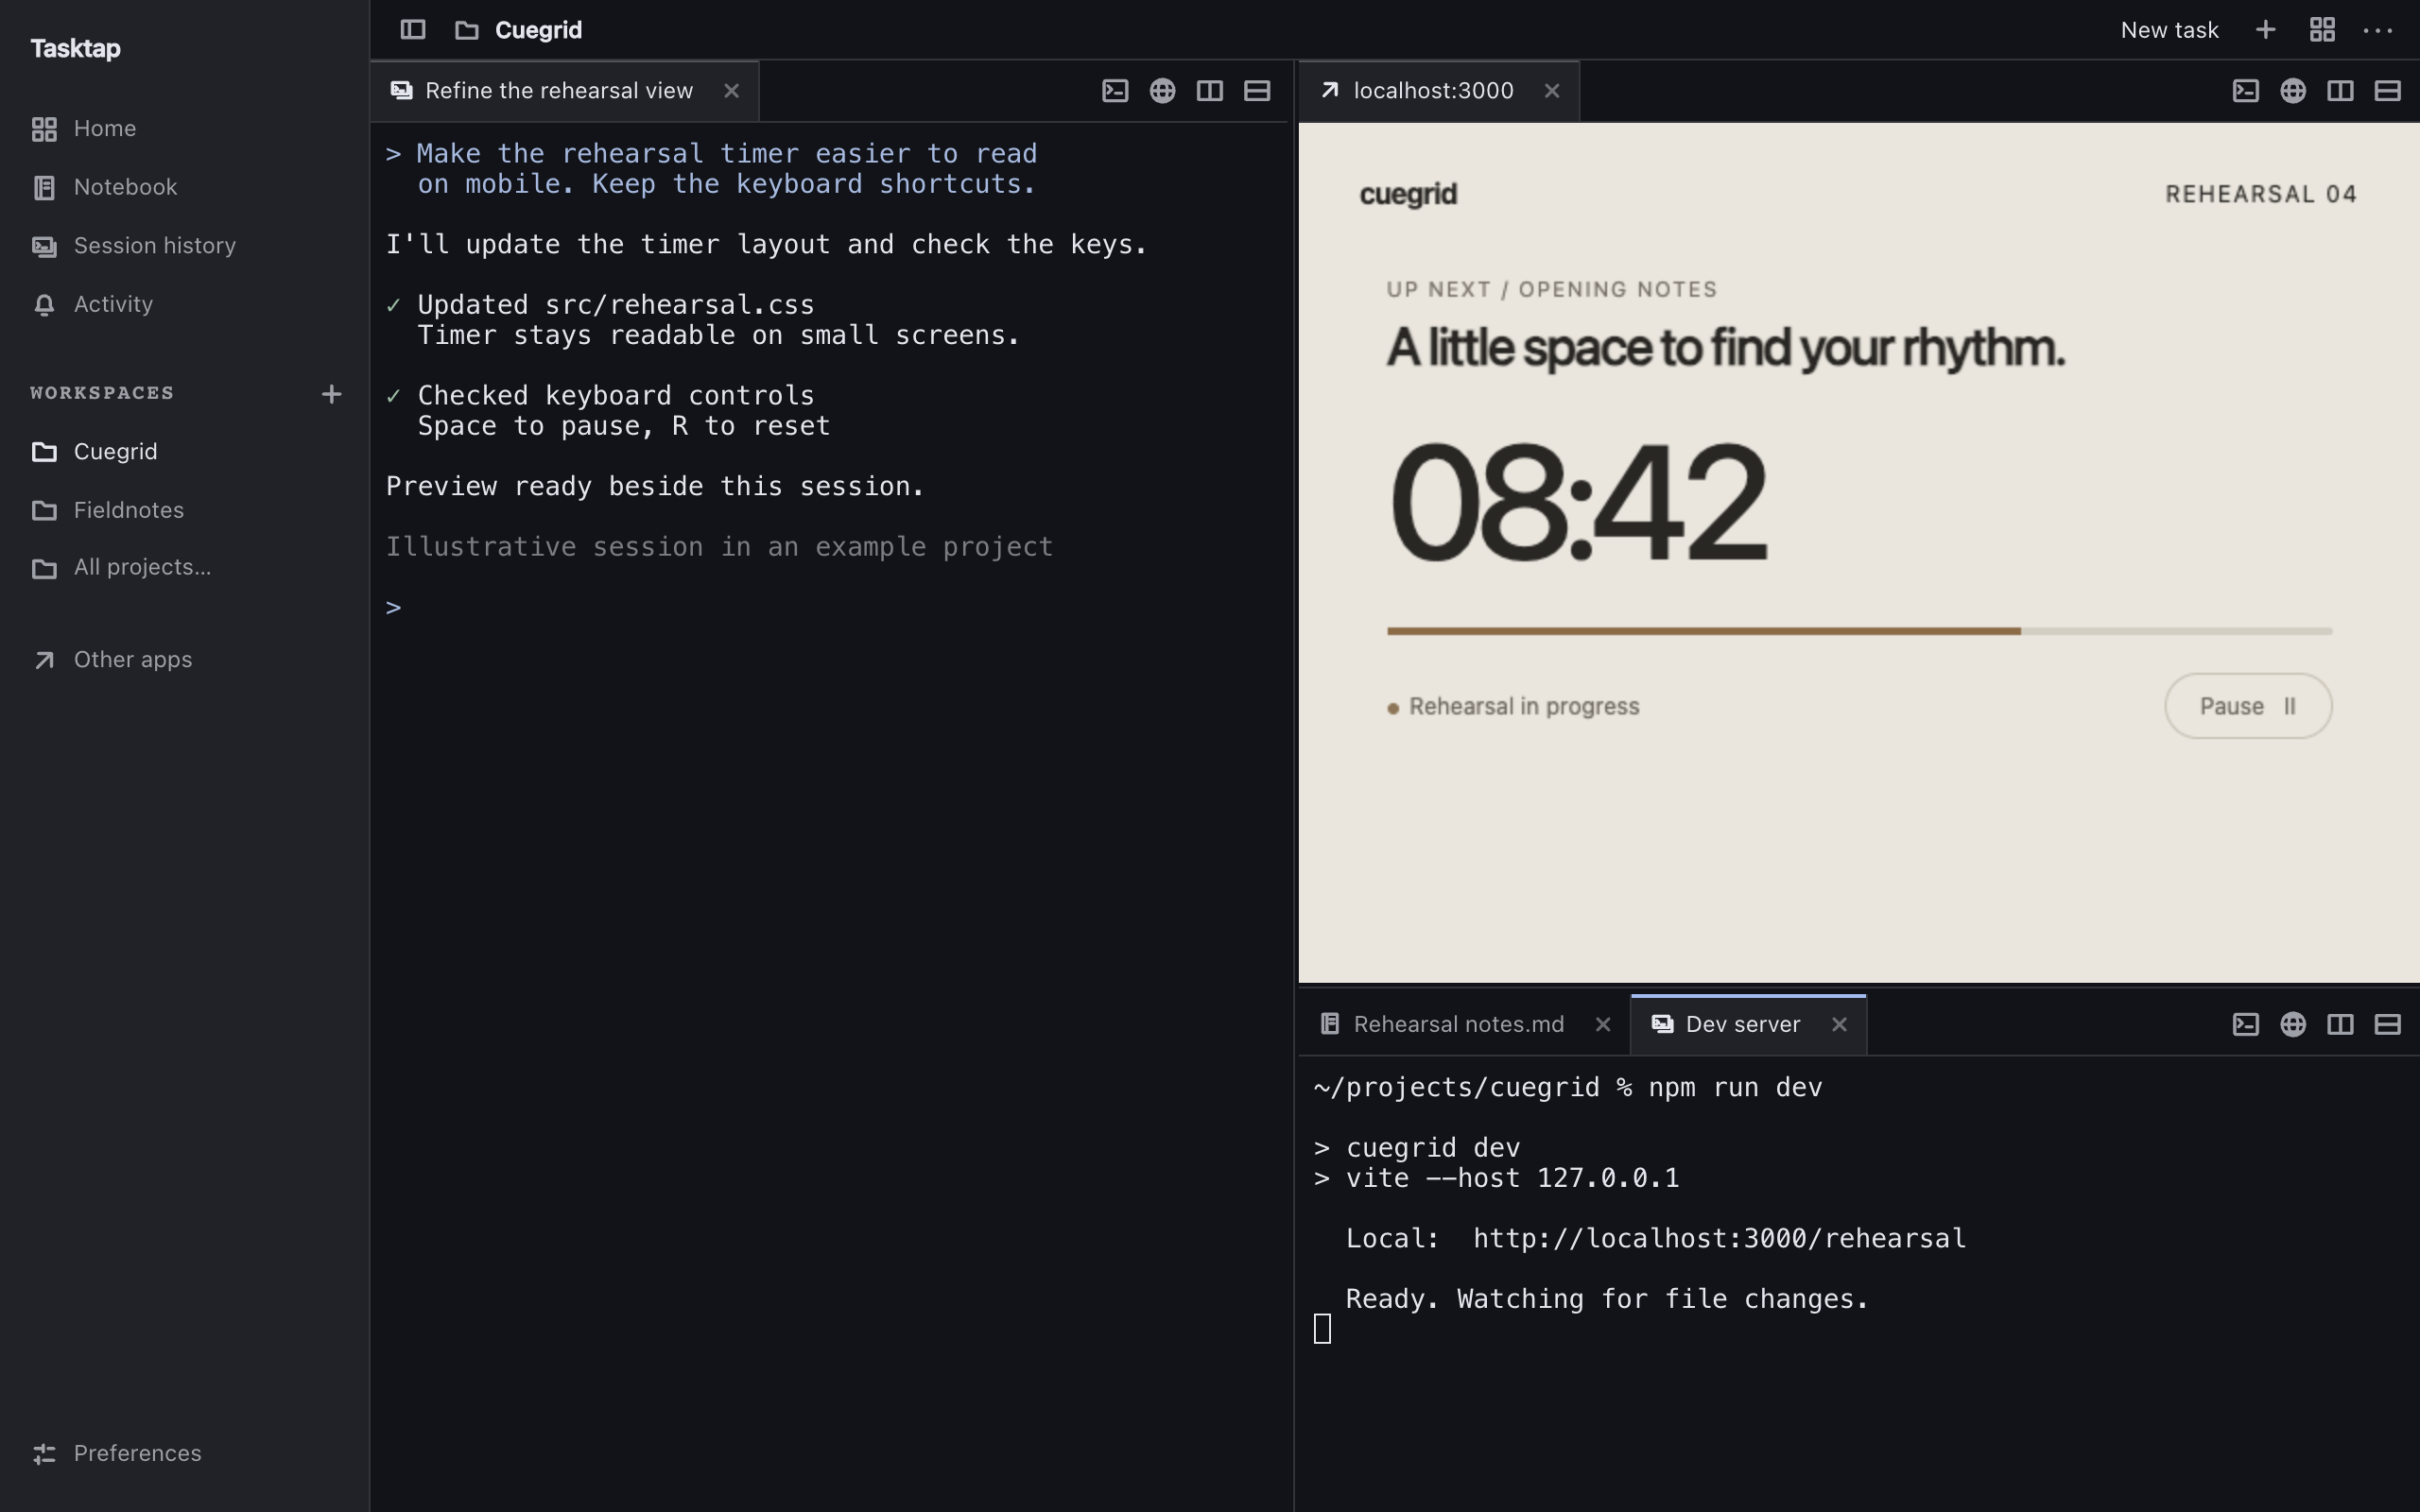 Tasktap
Home
Notebook
Session history
Activity
WORKSPACES
Cuegrid
Fieldnotes
All projects...
Other apps
Preferences
Cuegrid
New task
Refine the rehearsal view
> Make the rehearsal timer easier to read
on mobile. Keep the keyboard shortcuts.
I'll update the timer layout and check the keys.
✓ Updated src/rehearsal.css
Timer stays readable on small screens.
✓ Checked keyboard controls
Space to pause, R to reset
Preview ready beside this session.
Illustrative session in an example project
>
localhost:3000
cuegrid
REHEARSAL 04
UP NEXT / OPENING NOTES
A little space to find your rhythm.
08:42
Rehearsal in progress
Pause
Rehearsal notes.md
Dev server
~/projects/cuegrid % npm run dev
> cuegrid dev
> vite --host 127.0.0.1
Local:  http://localhost:3000/rehearsal
Ready. Watching for file changes.